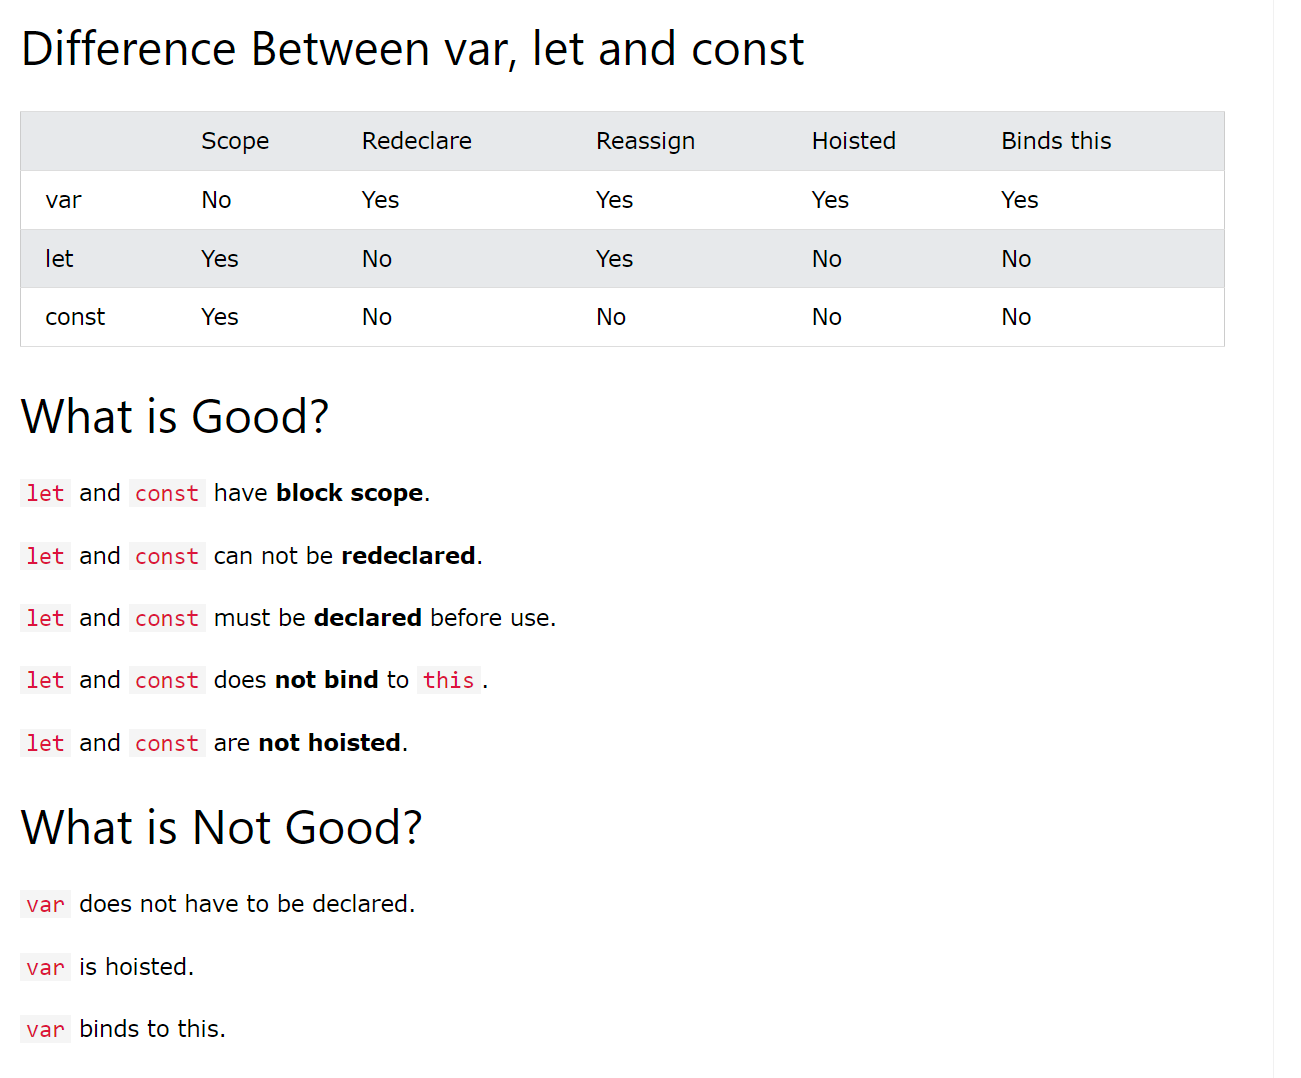 Difference Between var, let and const
Scope Redeclare Reassign Hoisted Binds this
var No Yes Yes Yes Yes
let Yes No Yes No No
const Yes No No No No
What is Good?
let and const have block scope.
let and const can not be redeclared.
let and const must be declared before use.
let and const does not bind to this.
let and const are not hoisted.
What is Not Good?
var does not have to be declared.
var is hoisted.
var binds to this.